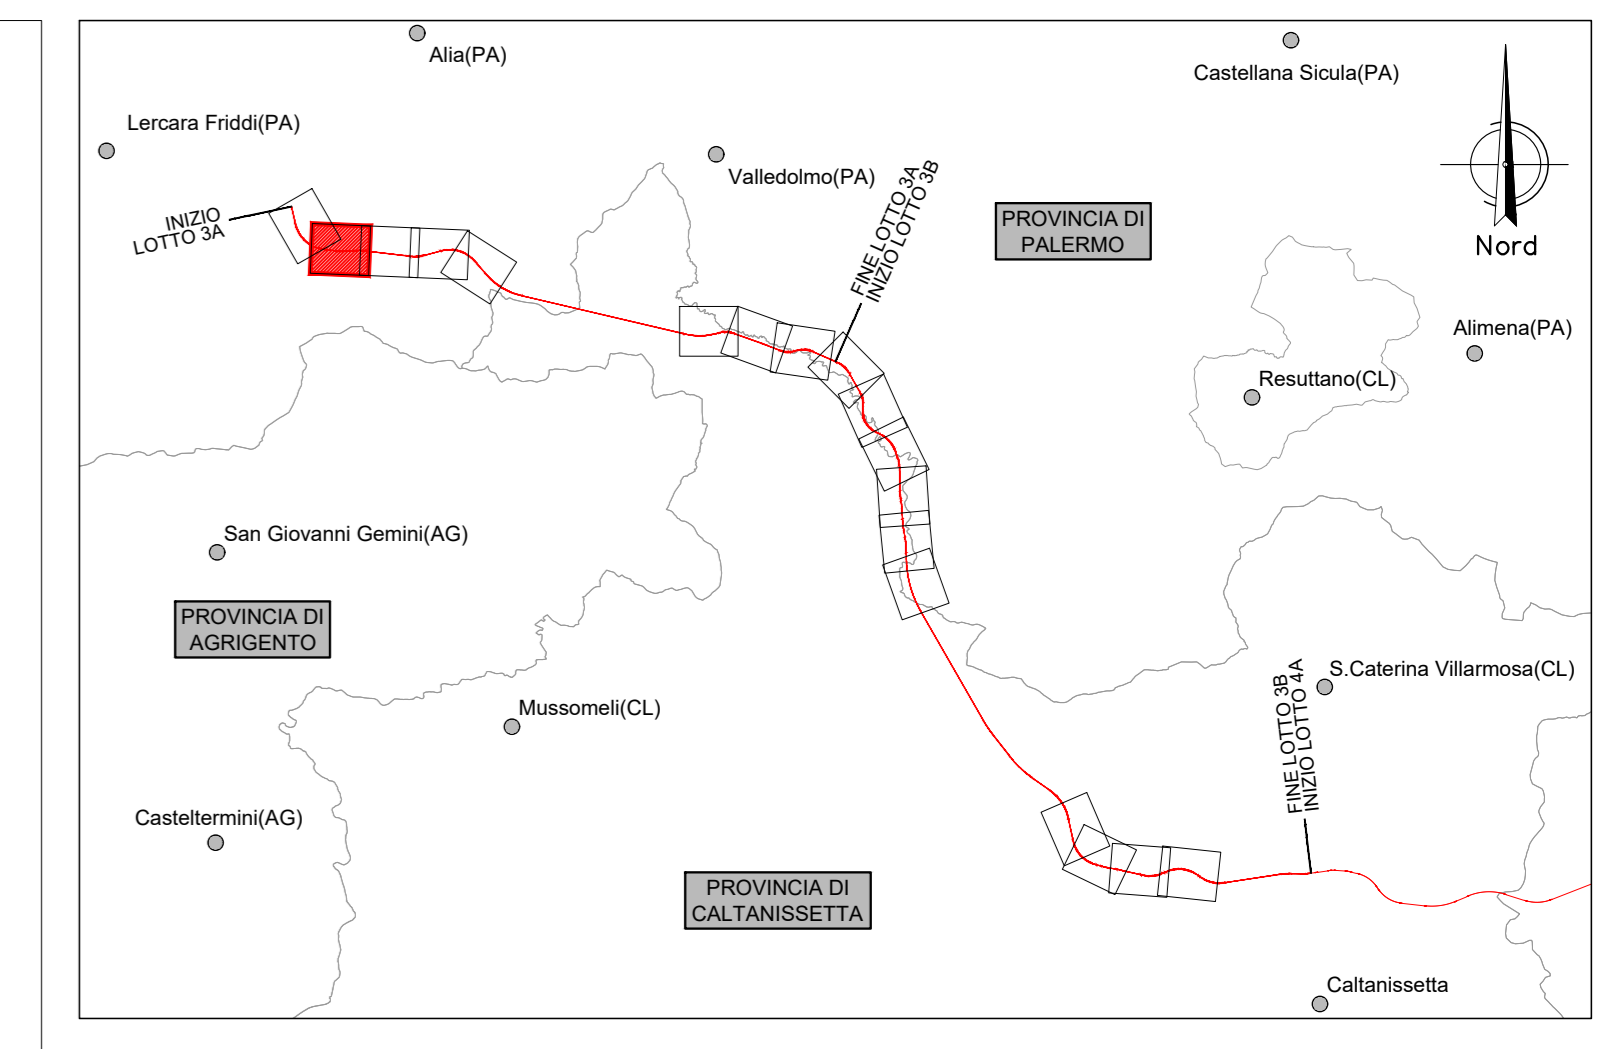 Alia(PA)
Castellana Sicula(PA)
Lercara Friddi(PA)
Valledolmo(PA)
INIZIO
LOTTO 3A
FINE LOTTO 3A
INIZIO LOTTO 3B
PROVINCIA DI
PALERMO
Nord
Alimena(PA)
Resuttano(CL)
San Giovanni Gemini(AG)
PROVINCIA DI
AGRIGENTO
S.Caterina Villarmosa(CL)
FINE LOTTO 3B
INIZIO LOTTO 4A
Mussomeli(CL)
Casteltermini(AG)
PROVINCIA DI
CALTANISSETTA
Caltanissetta